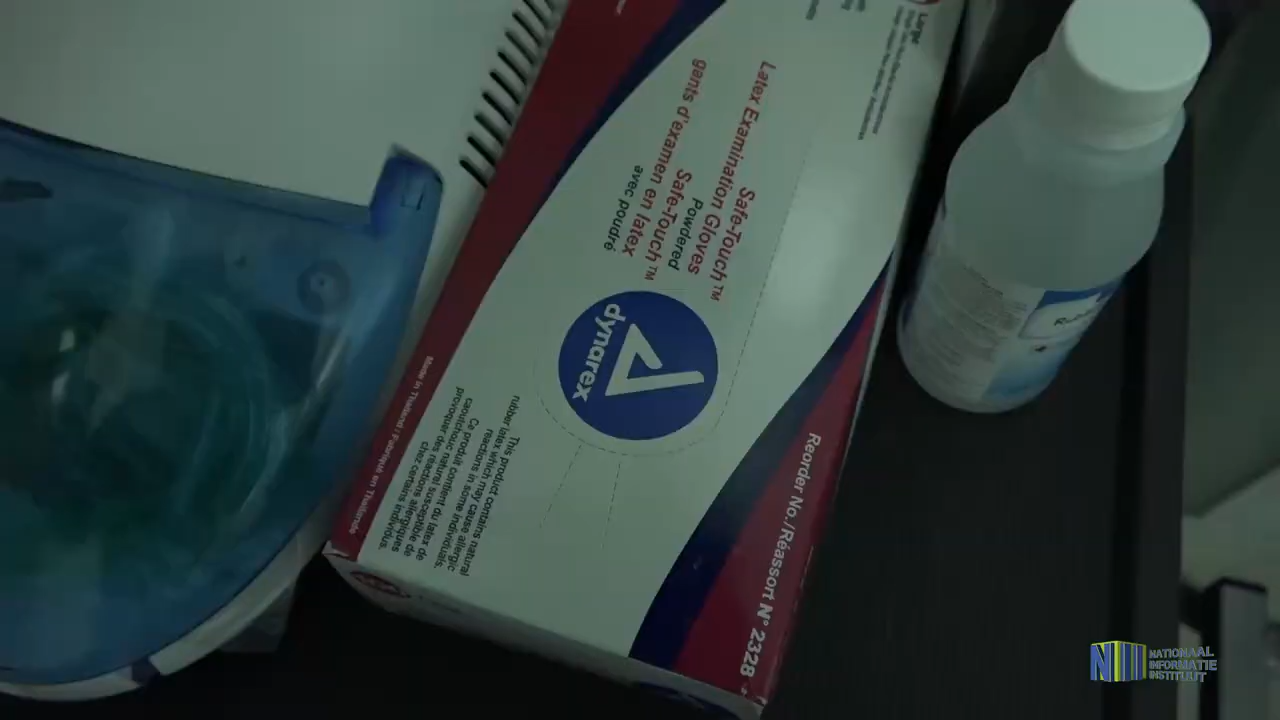 Large
Latex Examination Gloves
Safe-Touch™
Powdered
gants d'examen en latex
Safe-Touch™
avec poudré
dynarex
This product contains natural
rubber latex which may cause allergic
reactions in some individuals.
Ce produit contient du latex de
caoutchouc naturel susceptible de
provoquer des réactions allergiques
chez certains individus.
Made in Thailand / Fabriqué en Thaïlande
Reorder No./Réassort N° 2328
NATIONAAL
INFORMATIE
INSTITUUT